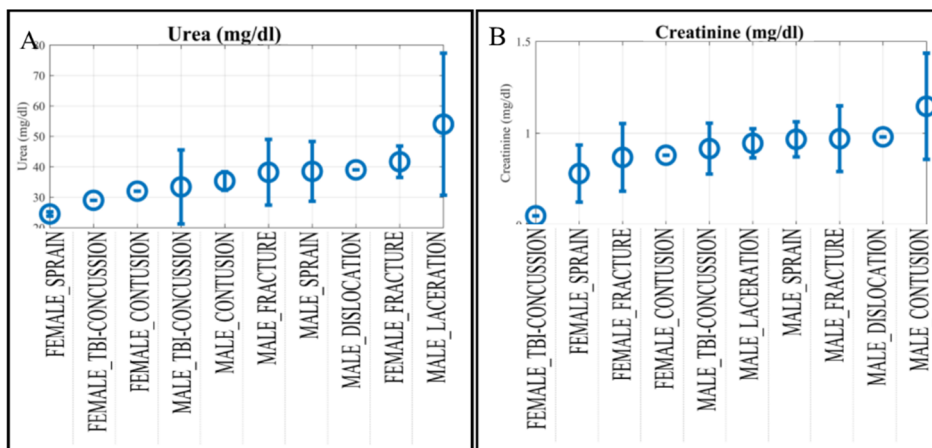 A
Urea (mg/dl)
80
70
60
50
40
30
20
Urea (mg/dl)
FEMALE_SPRAIN
FEMALE_TBI-CONCUSSION
FEMALE_CONTUSION
MALE_TBI-CONCUSSION
MALE_CONTUSION
MALE_FRACTURE
MALE_SPRAIN
MALE_DISLOCATION
FEMALE_FRACTURE
MALE_LACERATION
B
Creatinine (mg/dl)
1.5
1
Creatinine (mg/dl)
FEMALE_TBI-CONCUSSION
FEMALE_SPRAIN
FEMALE_FRACTURE
FEMALE_CONTUSION
MALE_TBI-CONCUSSION
MALE_LACERATION
MALE_SPRAIN
MALE_FRACTURE
MALE_DISLOCATION
MALE_CONTUSION